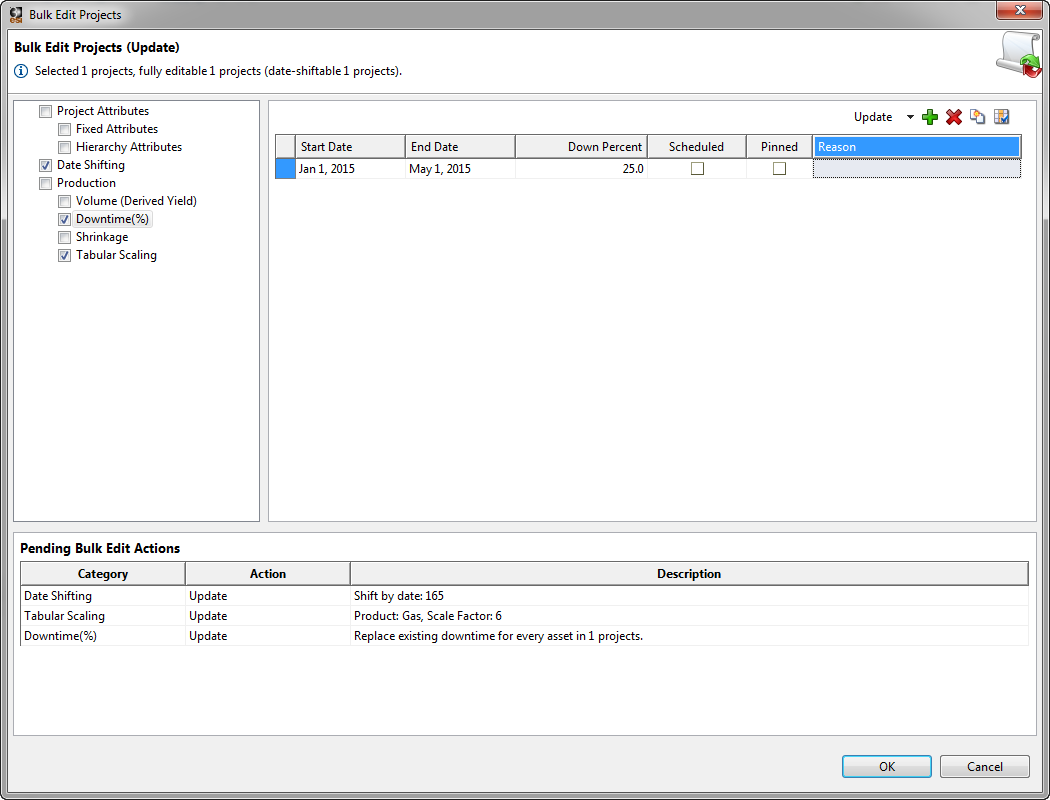 Bulk Edit Projects
Bulk Edit Projects (Update)
Selected 1 projects, fully editable 1 projects (date-shiftable 1 projects).
Project Attributes
Fixed Attributes
Hierarchy Attributes
Date Shifting
Production
Volume (Derived Yield)
Downtime(%)
Shrinkage
Tabular Scaling
Update
Start Date End Date Down Percent Scheduled Pinned Reason
Jan 1, 2015 May 1, 2015 25.0
Pending Bulk Edit Actions
Category Action Description
Date Shifting Update Shift by date: 165
Tabular Scaling Update Product: Gas, Scale Factor: 6
Downtime(%) Update Replace existing downtime for every asset in 1 projects.
OK Cancel